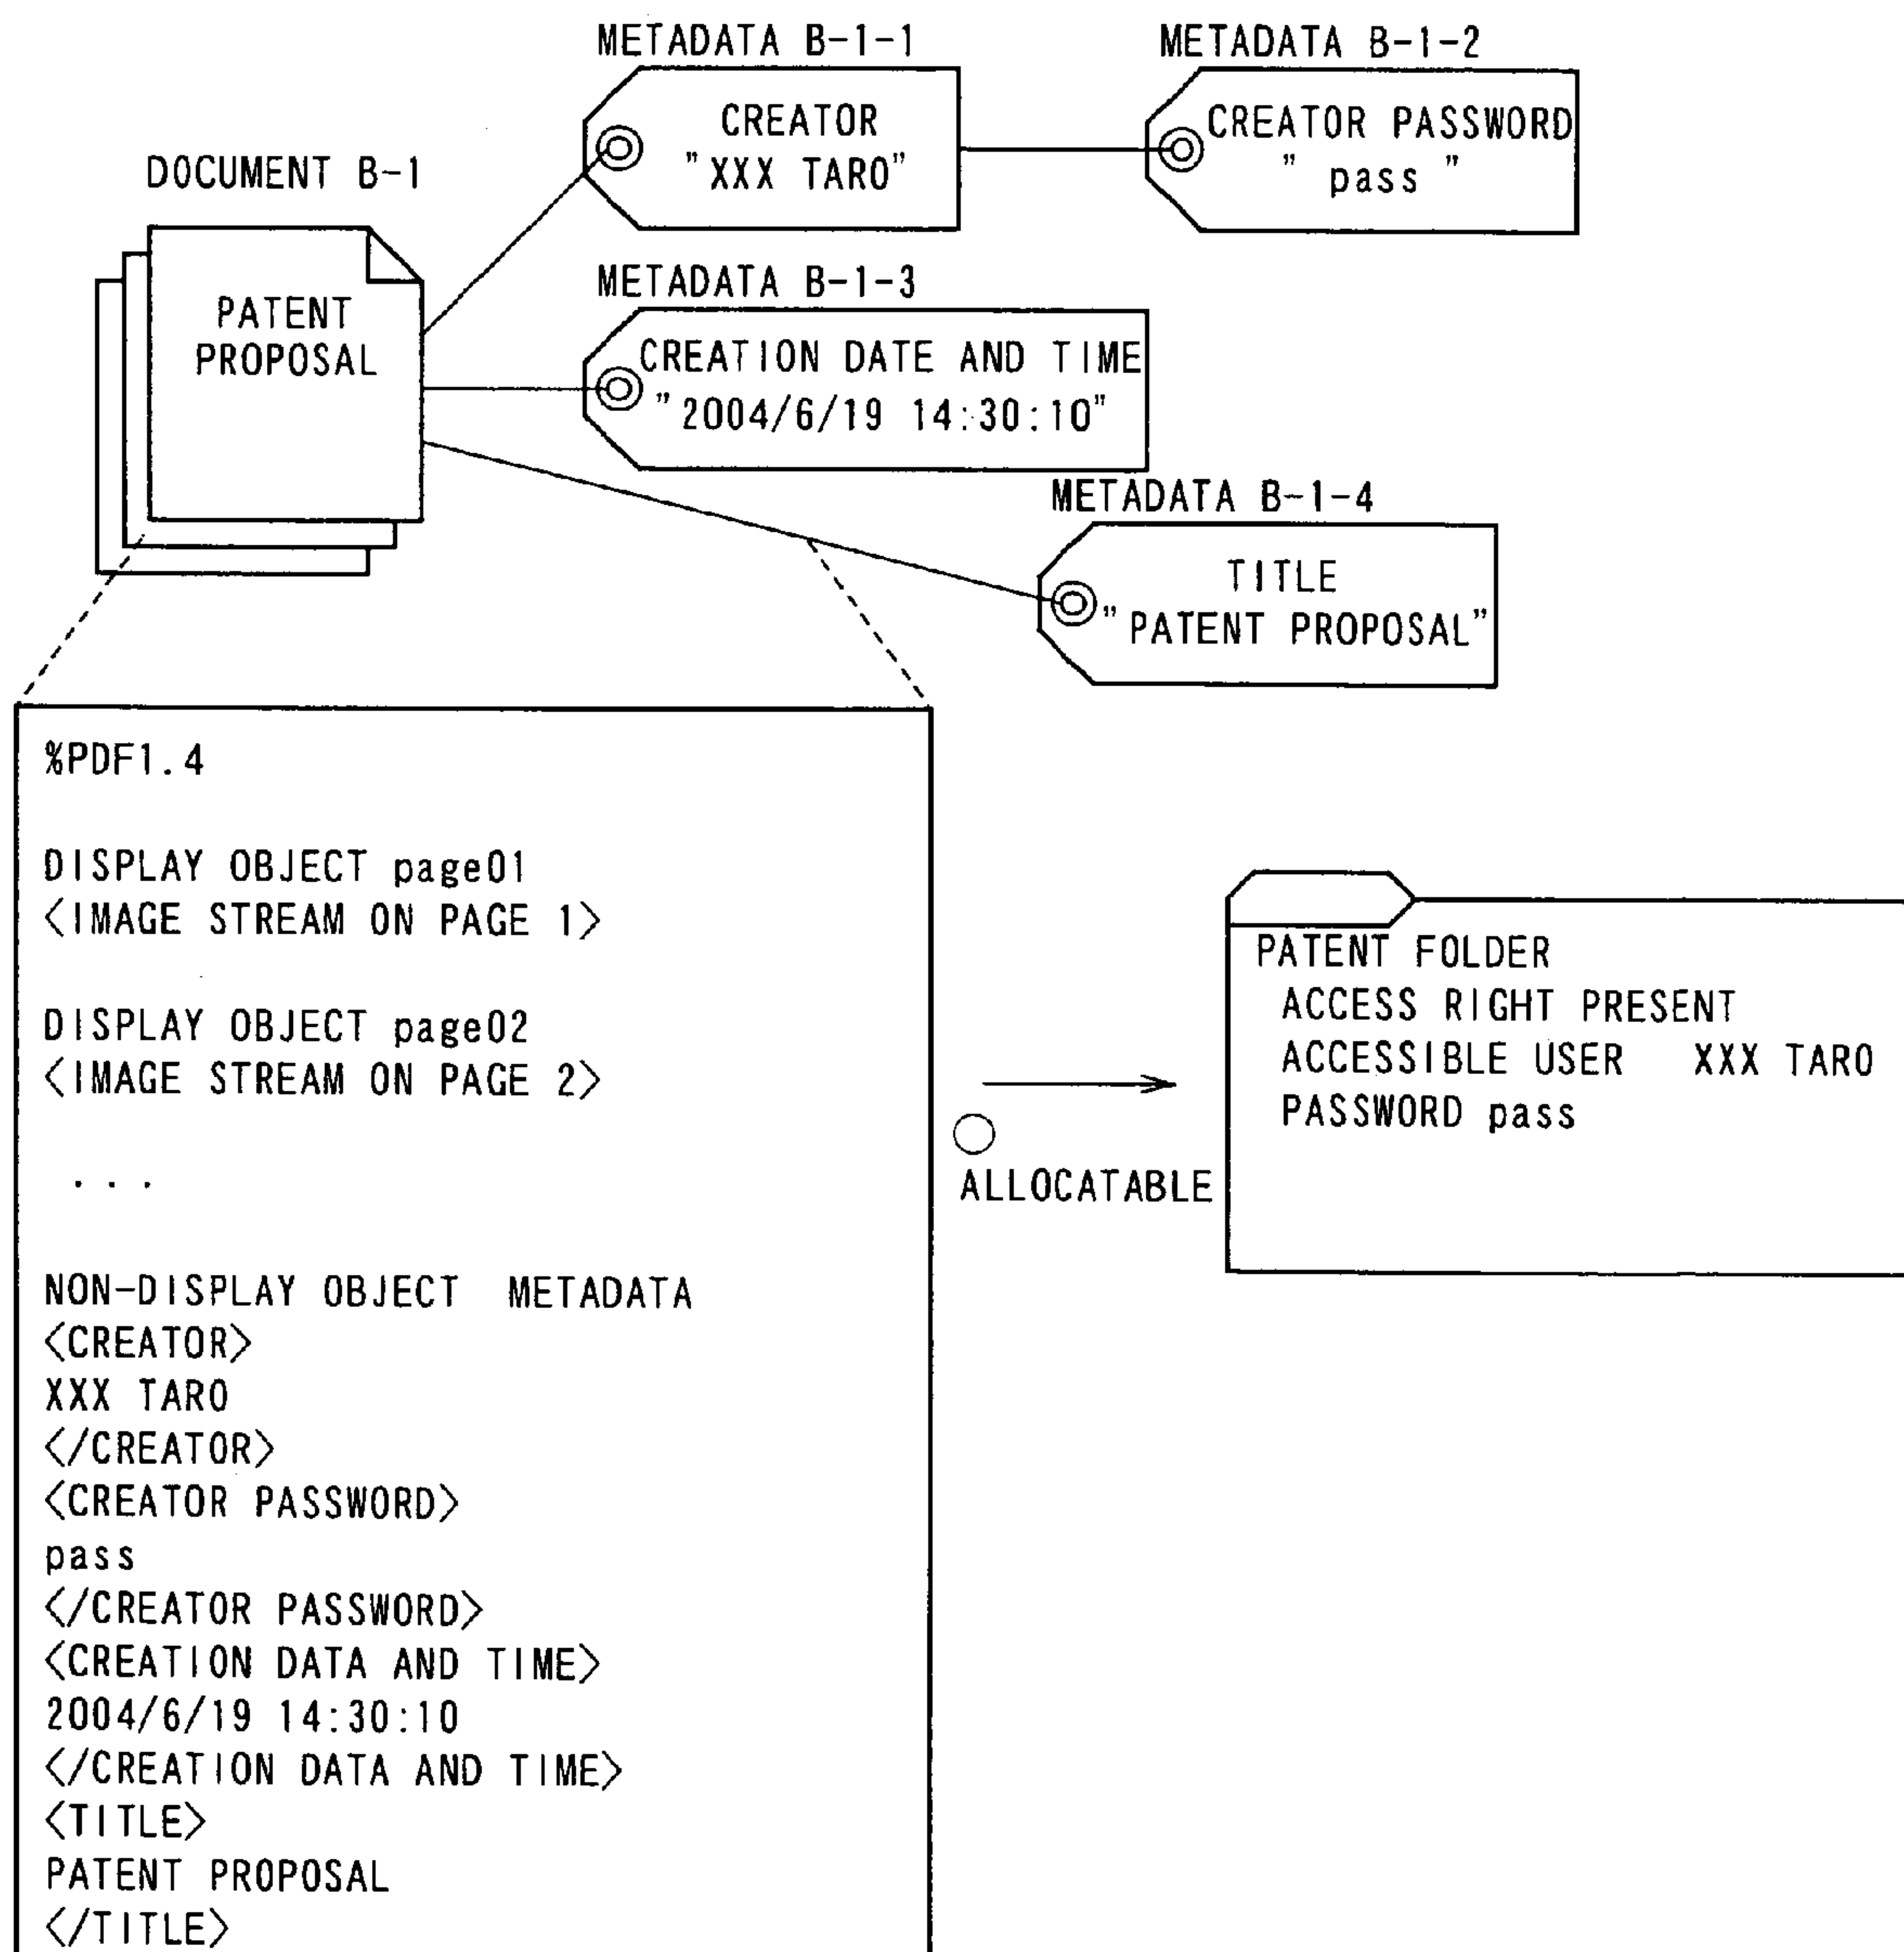 METADATA B-1-1
CREATOR
"XXX TARO"
METADATA B-1-2
CREATOR PASSWORD
" pass "
DOCUMENT B-1
PATENT
PROPOSAL
METADATA B-1-3
CREATION DATE AND TIME
"2004/6/19 14:30:10"
METADATA B-1-4
TITLE
"PATENT PROPOSAL"
%PDF1.4
DISPLAY OBJECT page01
<IMAGE STREAM ON PAGE 1>
DISPLAY OBJECT page02
<IMAGE STREAM ON PAGE 2>
...
NON-DISPLAY OBJECT METADATA
<CREATOR>
XXX TARO
</CREATOR>
<CREATOR PASSWORD>
pass
</CREATOR PASSWORD>
<CREATION DATA AND TIME>
2004/6/19 14:30:10
</CREATION DATA AND TIME>
<TITLE>
PATENT PROPOSAL
</TITLE>
ALLOCATABLE
PATENT FOLDER
ACCESS RIGHT PRESENT
ACCESSIBLE USER XXX TARO
PASSWORD pass